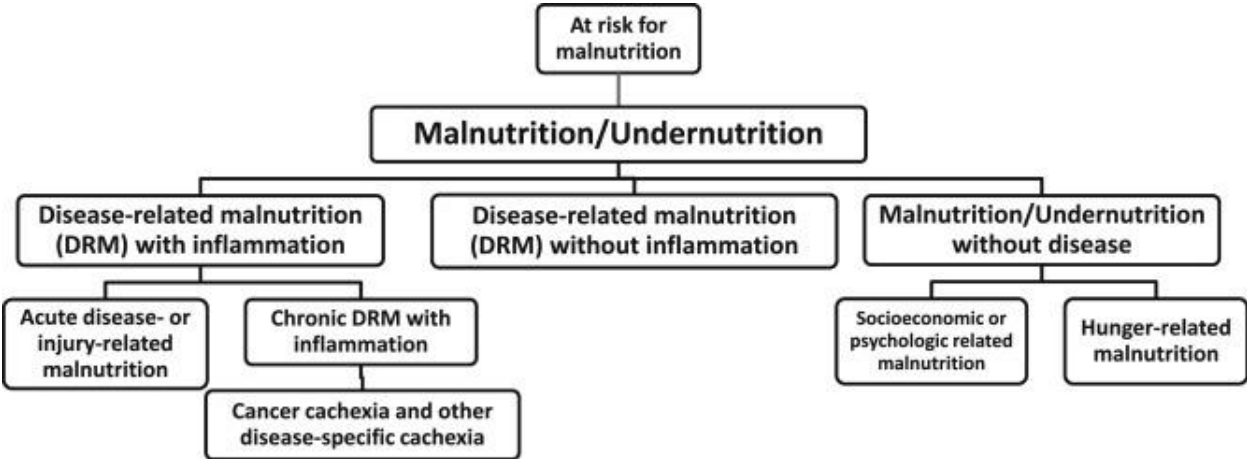 At risk for
malnutrition
Malnutrition/Undernutrition
Disease-related malnutrition
(DRM) with inflammation
Disease-related malnutrition
(DRM) without inflammation
Malnutrition/Undernutrition
without disease
Acute disease- or
injury-related
malnutrition
Chronic DRM with
inflammation
Socioeconomic or
psychologic related
malnutrition
Hunger-related
malnutrition
Cancer cachexia and other
disease-specific cachexia